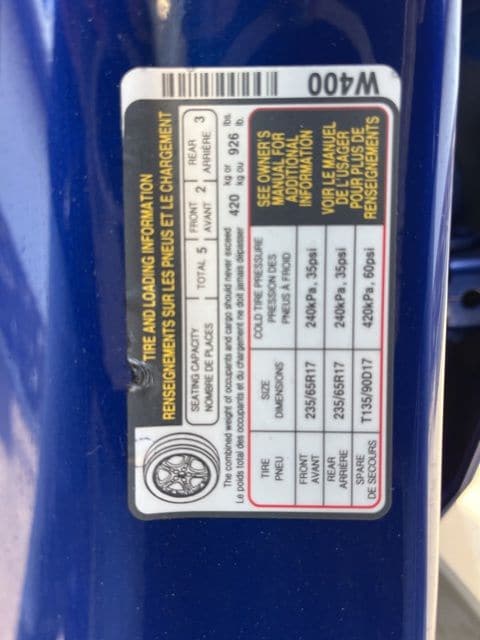 W400
TIRE AND LOADING INFORMATION
RENSEIGNEMENTS SUR LES PNEUS ET LE CHARGEMENT
SEATING CAPACITY TOTAL 5 FRONT 2 REAR 3
NOMBRE DE PLACES AVANT ARRIÈRE
The combined weight of occupants and cargo should never exceed 420 kg or 926 lbs.
Le poids total des occupants et du chargement ne doit jamais dépasser kg ou lb.
TIRE SIZE COLD TIRE PRESSURE
PNEU DIMENSIONS PRESSION DES
PNEUS À FROID
FRONT 235/65R17 240kPa, 35psi
AVANT
REAR 235/65R17 240kPa, 35psi
ARRIÈRE
SPARE T135/90D17 420kPa, 60psi
DE SECOURS
SEE OWNER'S
MANUAL FOR
ADDITIONAL
INFORMATION
VOIR LE MANUEL
DE L'USAGER
POUR PLUS DE
RENSEIGNEMENTS